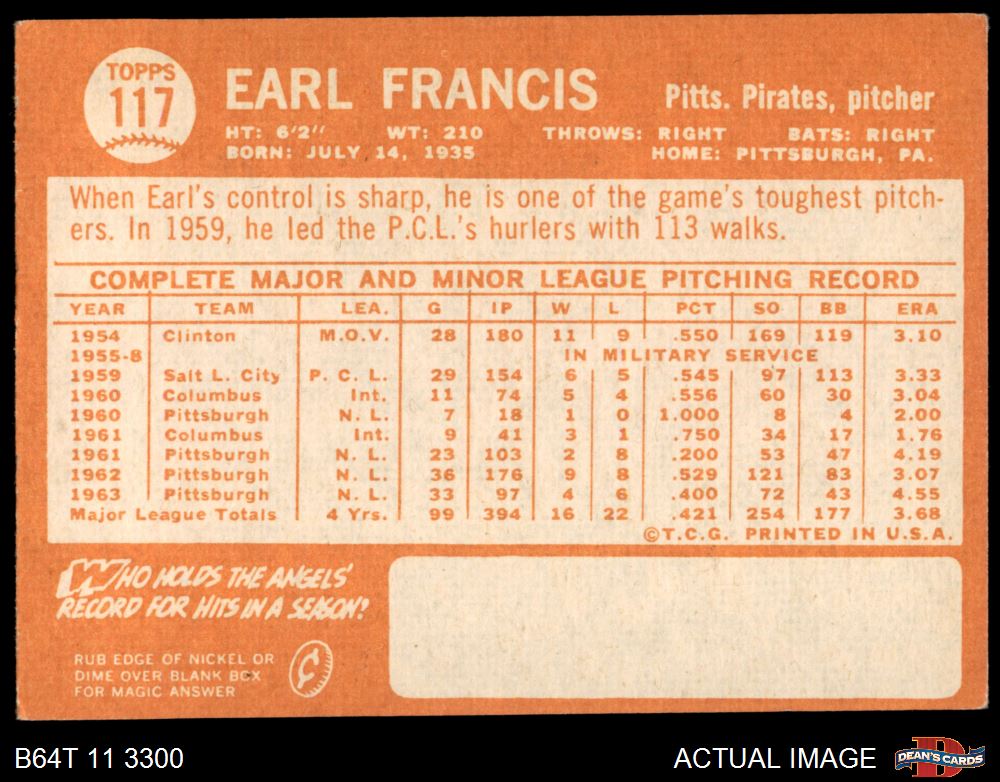 TOPPS
117
EARL FRANCIS
Pitts. Pirates, pitcher
HT: 6'2" WT: 210 THROWS: RIGHT BATS: RIGHT
BORN: JULY 14, 1935 HOME: PITTSBURGH, PA.
When Earl's control is sharp, he is one of the game's toughest pitch-
ers. In 1959, he led the P.C.L.'s hurlers with 113 walks.
COMPLETE MAJOR AND MINOR LEAGUE PITCHING RECORD
YEAR TEAM LEA. G IP W L PCT SO BB ERA
1954 Clinton M.O.V. 28 180 11 9 .550 169 119 3.10
1955-8 IN MILITARY SERVICE
1959 Salt L. City P. C. L. 29 154 6 5 .545 97 113 3.33
1960 Columbus Int. 11 74 5 4 .556 60 30 3.04
1960 Pittsburgh N. L. 7 18 1 0 1.000 8 4 2.00
1961 Columbus Int. 9 41 3 1 .750 34 17 1.76
1961 Pittsburgh N. L. 23 103 2 8 .200 53 47 4.19
1962 Pittsburgh N. L. 36 176 9 8 .529 121 83 3.07
1963 Pittsburgh N. L. 33 97 4 6 .400 72 43 4.55
Major League Totals 4 Yrs. 99 394 16 22 .421 254 177 3.68
©T.C.G. PRINTED IN U.S.A.
WHO HOLDS THE ANGELS'
RECORD FOR HITS IN A SEASON?
RUB EDGE OF NICKEL OR
DIME OVER BLANK BOX
FOR MAGIC ANSWER
B64T 11 3300
ACTUAL IMAGE
D
DEAN'S CARDS